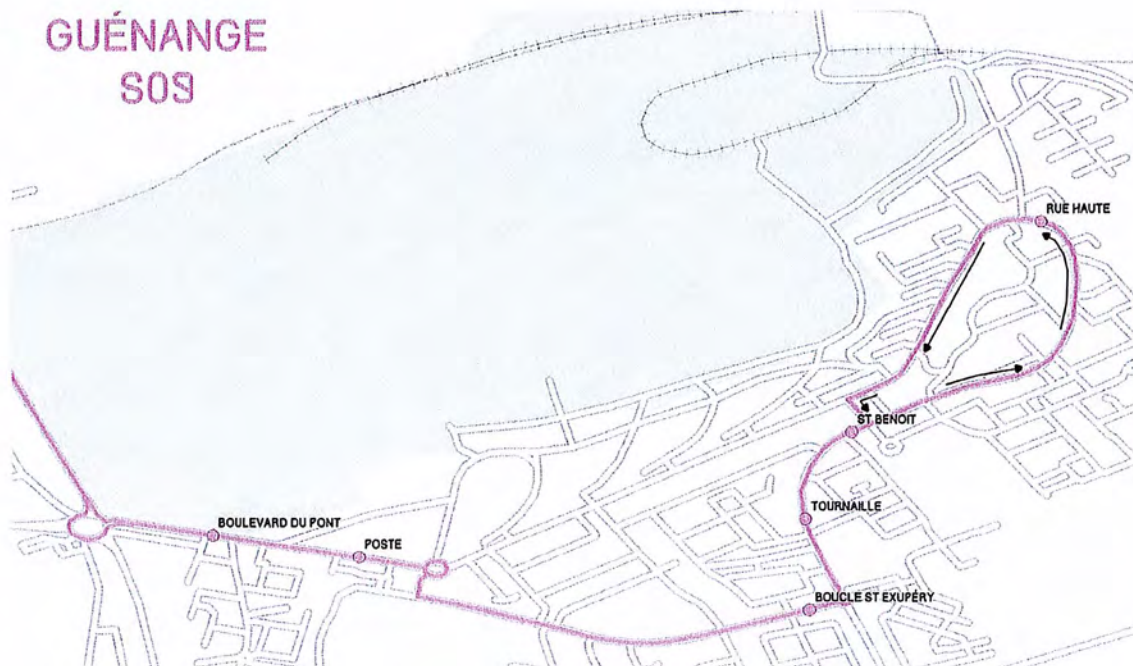 GUÉNANGE
S09
RUE HAUTE
ST BENOIT
TOURNAILLE
BOULEVARD DU PONT
POSTE
BOUCLE ST EXUPÉRY